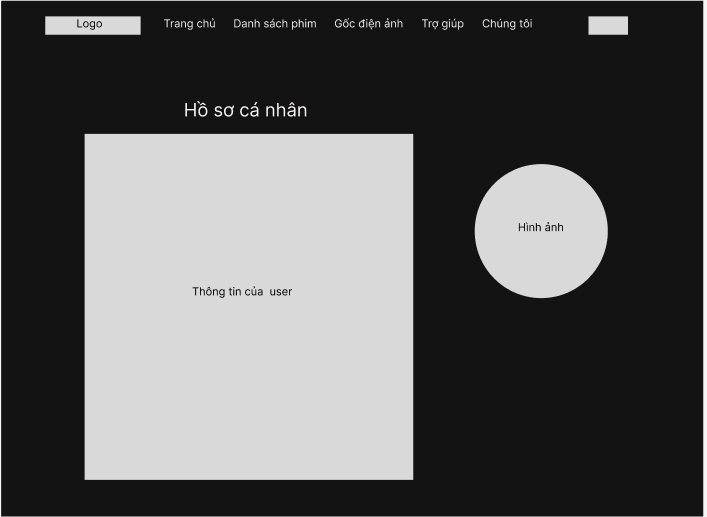 Logo
Trang chủ
Danh sách phim
Gốc điện ảnh
Trợ giúp
Chúng tôi
Hồ sơ cá nhân
Hình ảnh
Thông tin của  user